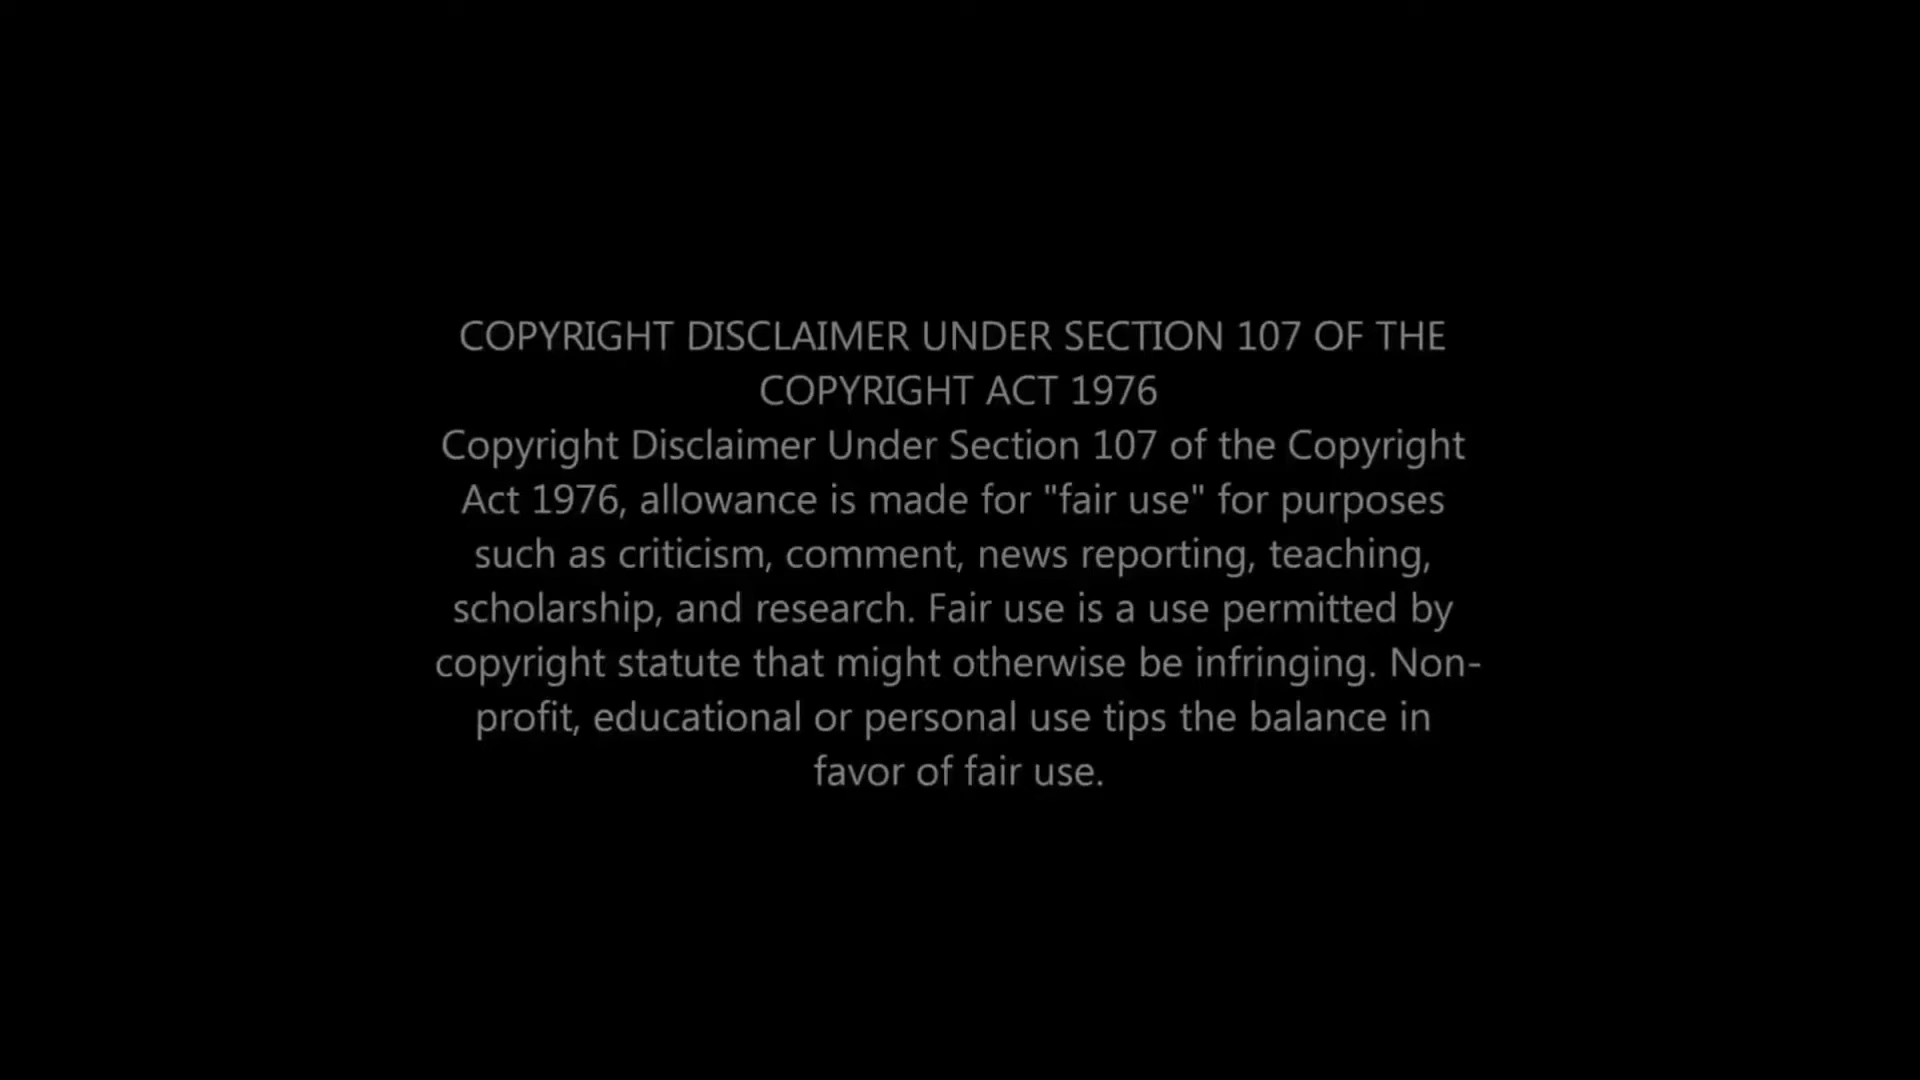 COPYRIGHT DISCLAIMER UNDER SECTION 107 OF THE
COPYRIGHT ACT 1976
Copyright Disclaimer Under Section 107 of the Copyright
Act 1976, allowance is made for "fair use" for purposes
such as criticism, comment, news reporting, teaching,
scholarship, and research. Fair use is a use permitted by
copyright statute that might otherwise be infringing. Non-
profit, educational or personal use tips the balance in
favor of fair use.